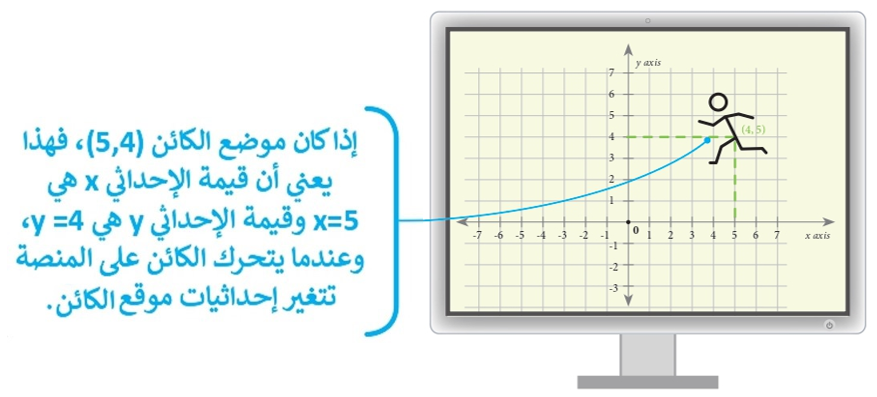 إذا كان موضع الكائن (5,4)، فهذا
يعني أن قيمة الإحداثي x هي
x=5 وقيمة الإحداثي y هي y =4،
وعندما يتحرك الكائن على المنصة
تتغير إحداثيات موقع الكائن.
y axis
7
6
5
(4, 5)
4
3
2
1
0
-7 -6 -5 -4 -3 -2 -1 1 2 3 4 5 6 7 x axis
-1
-2
-3